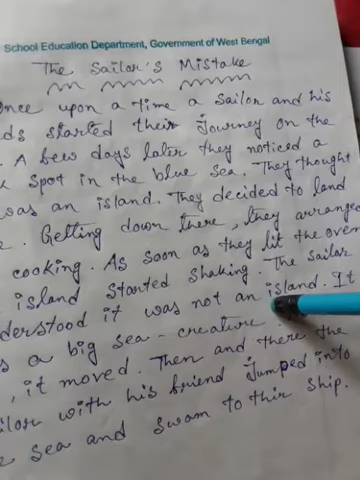 School Education Department, Government of West Bengal
The Sailor's Mistake
Once upon a time a sailor and his
ds started their Journey on the
. A few days later they noticed a
spot in the blue sea. They thought
was an island. They decided to land
e. Getting down there, they arranged
cooking. As soon as they lit the oven
island started shaking. The sailor
derstood it was not an island. It
s a big sea-creature.
, it moved. Then and there the
ilor with his friend Jumped into
e sea and swam to thir ship.